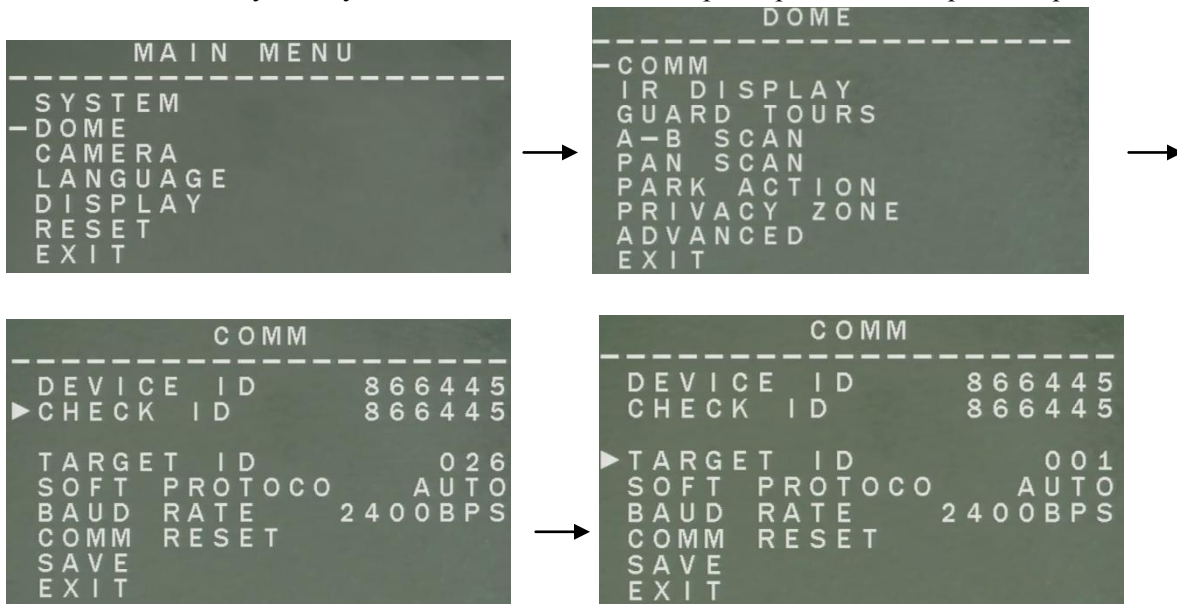 MAIN MENU
SYSTEM
-DOME
CAMERA
LANGUAGE
DISPLAY
RESET
EXIT
DOME
-COMM
IR DISPLAY
GUARD TOURS
A-B SCAN
PAN SCAN
PARK ACTION
PRIVACY ZONE
ADVANCED
EXIT
COMM
DEVICE ID 866445
▶CHECK ID 866445
TARGET ID 026
SOFT PROTOCO AUTO
BAUD RATE 2400BPS
COMM RESET
SAVE
EXIT
COMM
DEVICE ID 866445
CHECK ID 866445
▶TARGET ID 001
SOFT PROTOCO AUTO
BAUD RATE 2400BPS
COMM RESET
SAVE
EXIT